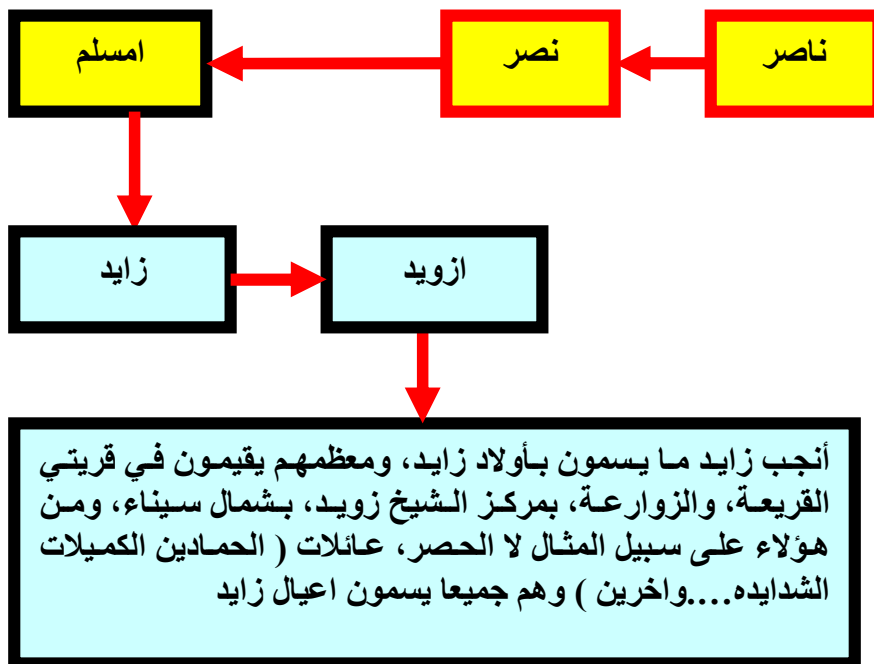 ناصر
نصر
امسلم
زايد
ازويد
أنجب زايد ما يسمون بأولاد زايد، ومعظمهم يقيمون في قريتي
القريعة، والزوارعة، بمركز الشيخ زويد، بشمال سيناء، ومن
هؤلاء على سبيل المثال لا الحصر، عائلات ( الحمادين الكميلات
الشدايده....واخرين ) وهم جميعا يسمون اعيال زايد